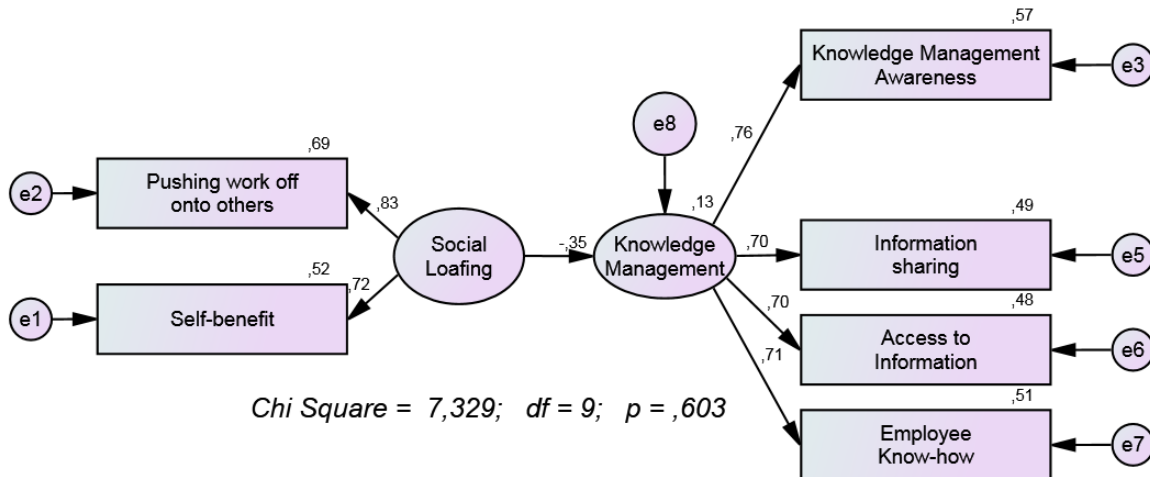 ,57
Knowledge Management
Awareness
e3
e8
,76
,69
Pushing work off
onto others
e2
,83
,13
,49
Social
Loafing
-,35
Knowledge
Management
,70
Information
sharing
e5
,52
,72
Self-benefit
e1
,70
,48
Access to
Information
e6
,71
Chi Square = 7,329; df = 9; p = ,603
,51
Employee
Know-how
e7